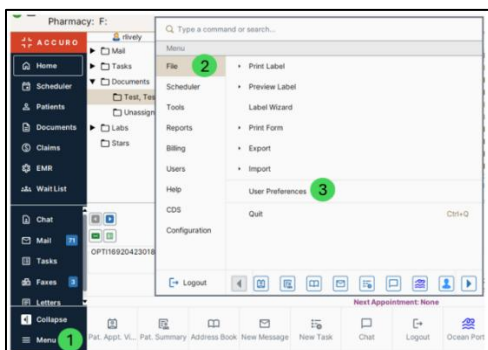 Pharmacy: F:
ACCURO
Home
Scheduler
Patients
Documents
Claims
EMR
WaitList
Chat
Mail 71
Tasks
Faxes 3
Letters
Collapse
Menu 1
rlively
Mail
Tasks
Documents
Test, Tes
Unassign
Labs
Stars
OPTI16920423018
Type a command or search...
Menu
File 2
Scheduler
Tools
Reports
Billing
Users
Help
CDS
Configuration
Print Label
Preview Label
Label Wizard
Print Form
Export
Import
User Preferences 3
Quit Ctrl+Q
Logout
Next Appointment: None
Pat. Appt. Vi... Pat. Summary Address Book New Message New Task Chat Logout Ocean Port